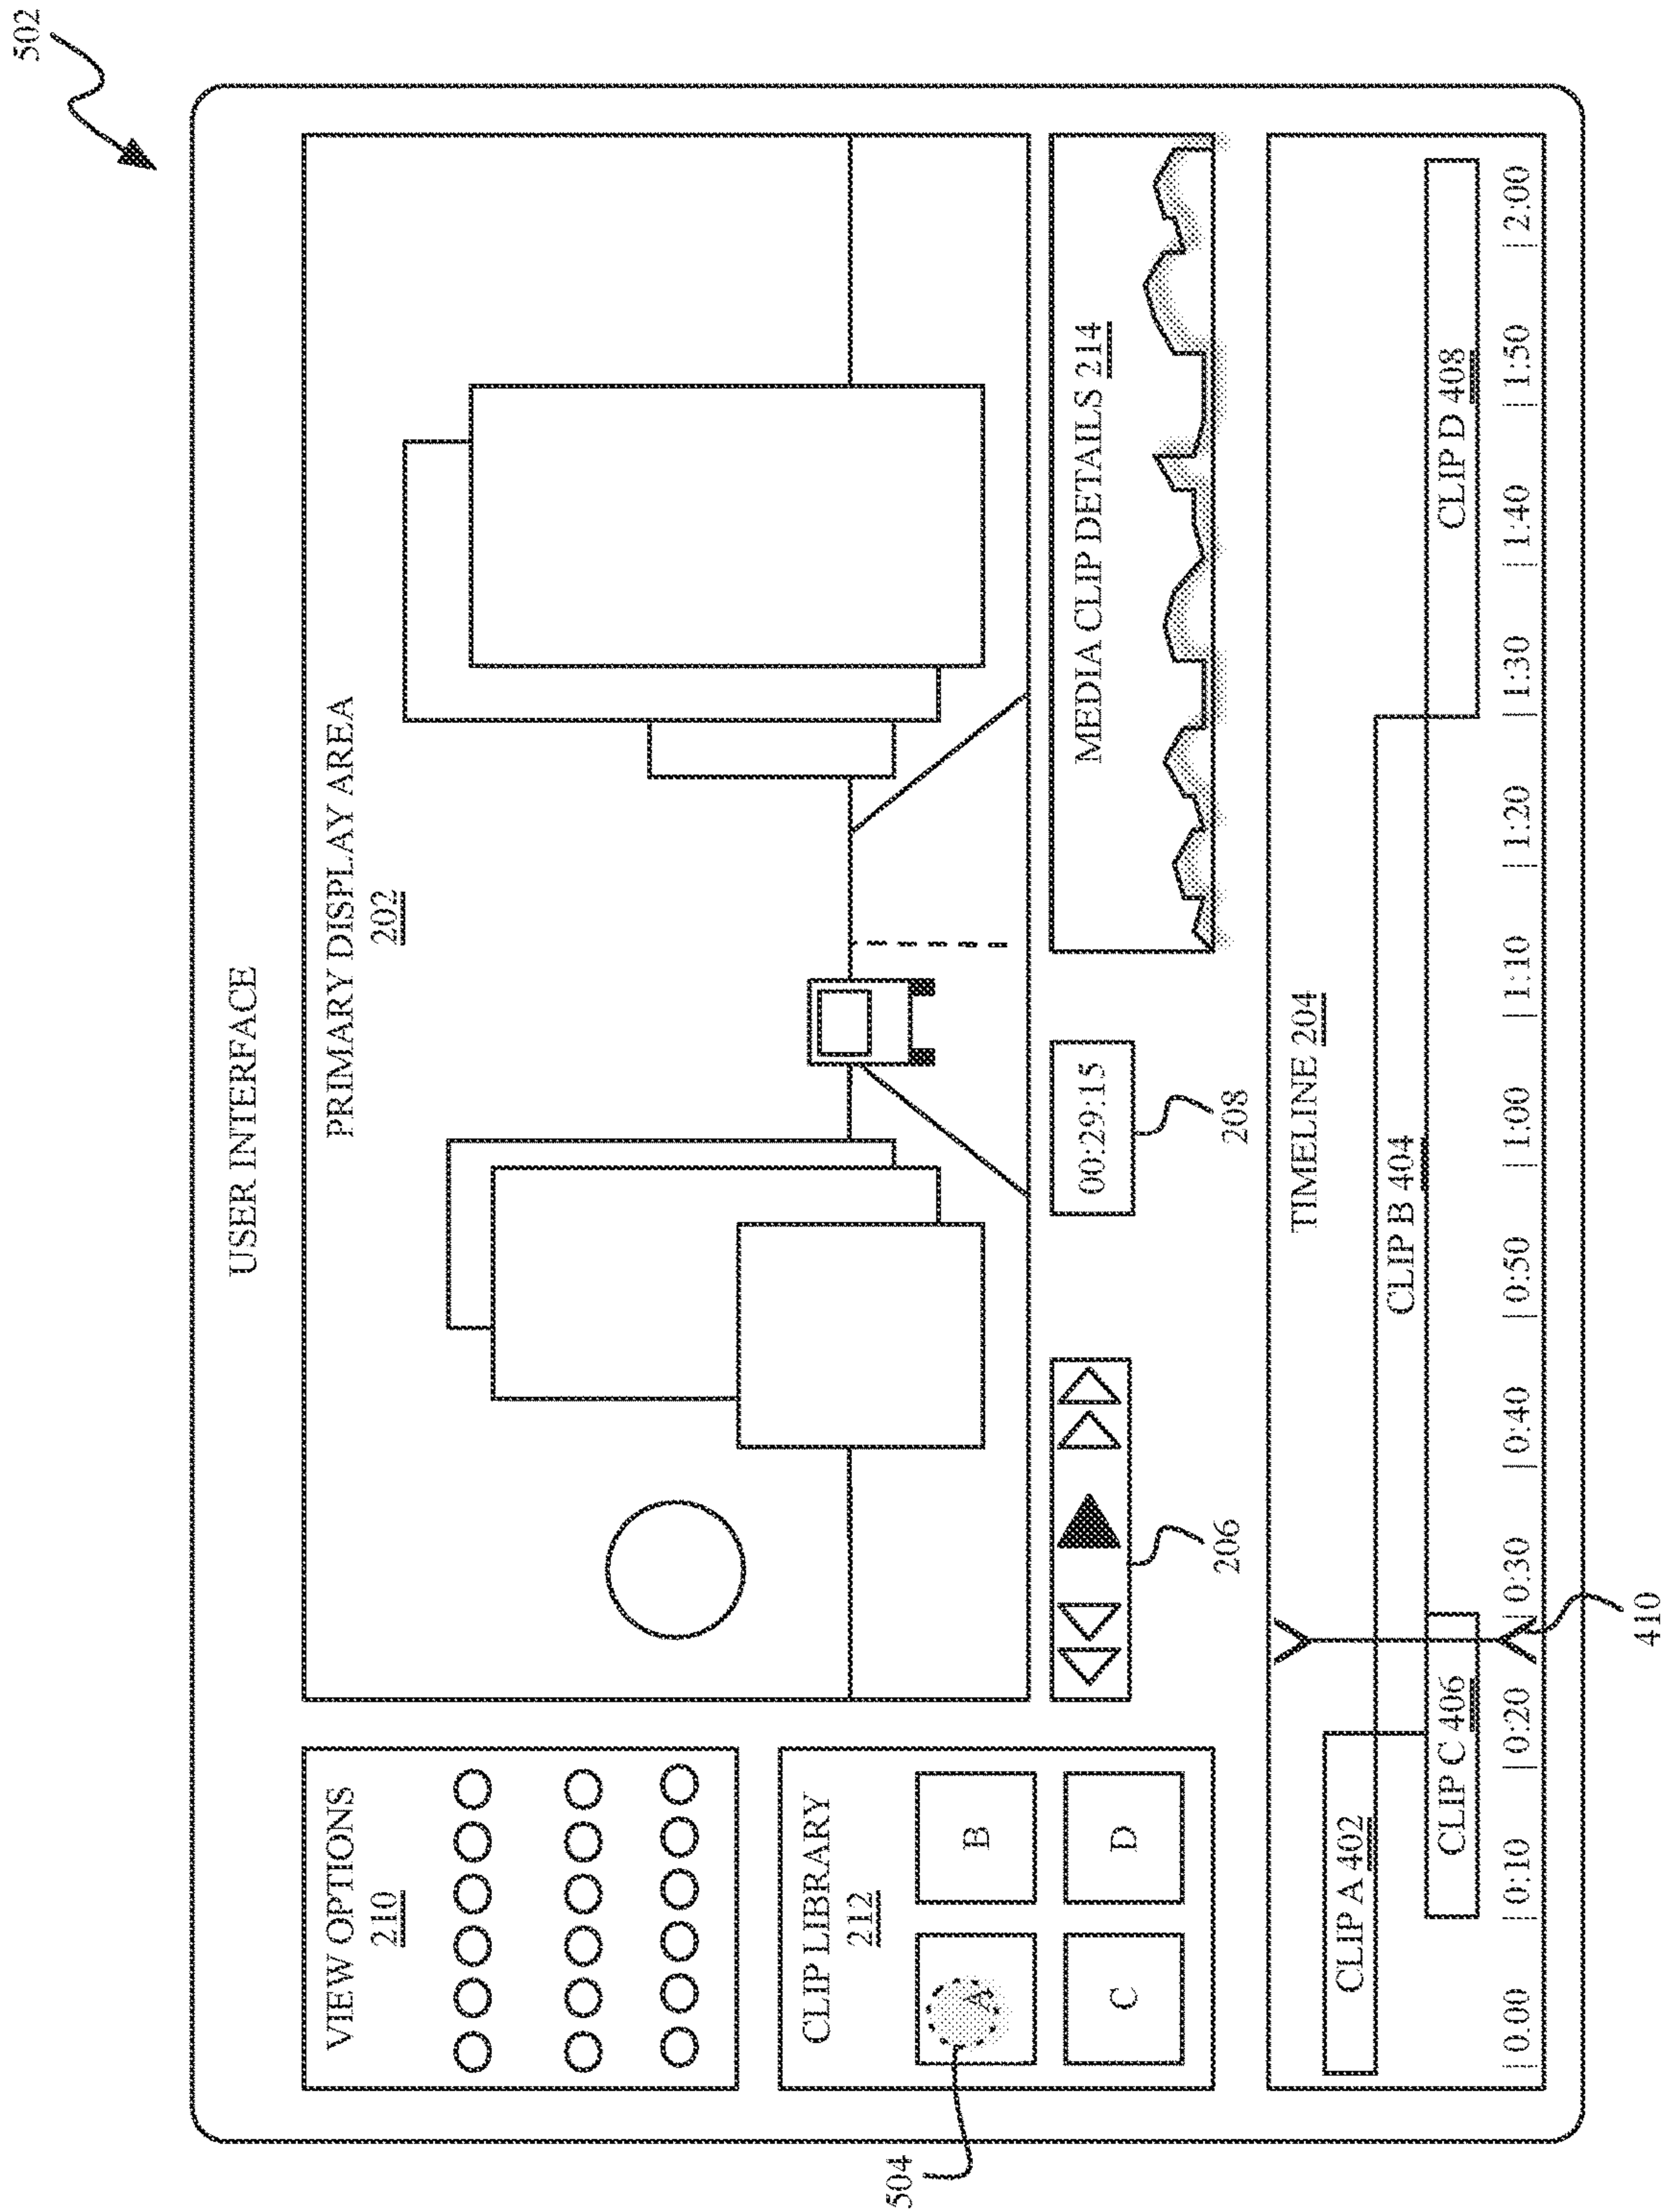 502
USER INTERFACE
VIEW OPTIONS
210
PRIMARY DISPLAY AREA
202
CLIP LIBRARY
212
A
B
C
D
504
206
00:29:15
208
MEDIA CLIP DETAILS 214
TIMELINE 204
CLIP A 402
CLIP B 404
CLIP C 406
CLIP D 408
|0.00 |0:10 |0:20 |0:30 |0:40 |0:50 |1:00 |1:10 |1:20 |1:30 |1:40 |1:50 |2:00
410